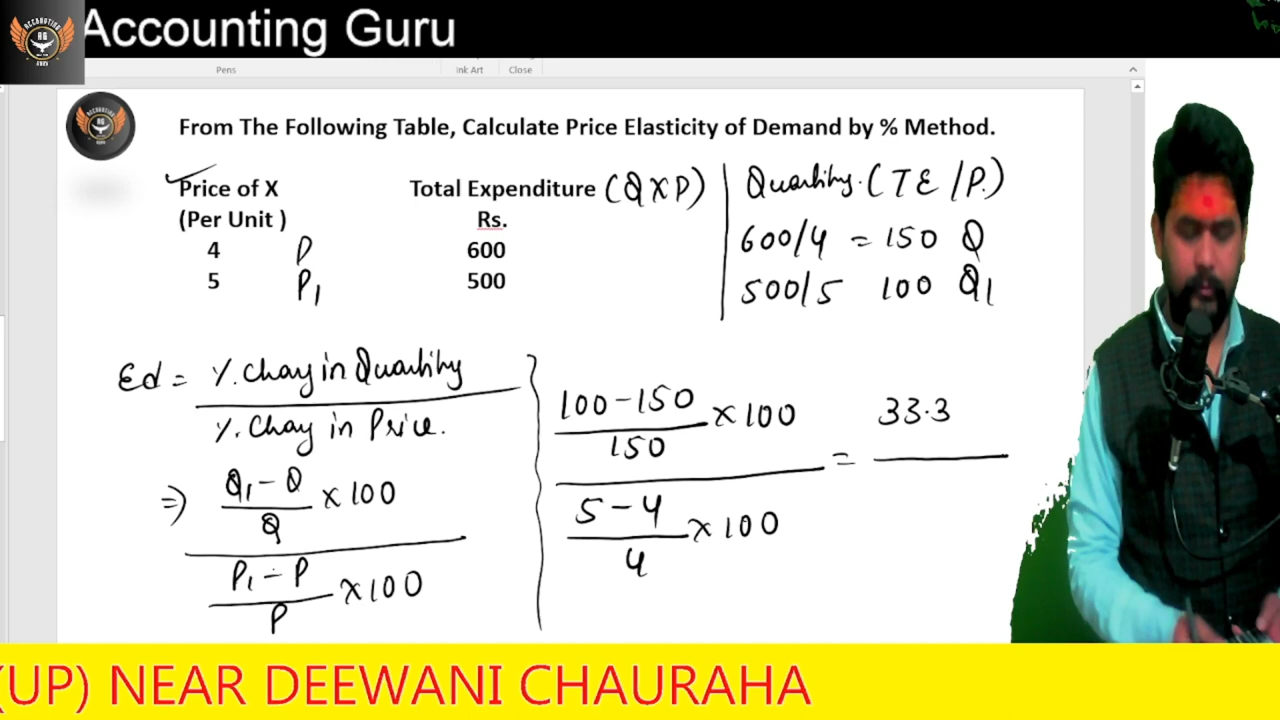 Accounting Guru
Pens Ink Art Close
From The Following Table, Calculate Price Elasticity of Demand by % Method.
Price of X Total Expenditure (Q X P) Quantity (TE/P)
(Per Unit ) Rs.
4 P 600 600/4 = 150 Q
5 P1 500 500/5 100 Q1
Ed = %. Chang in Quantity
%. Chang in Price.
=> Q1 - Q
Q
x 100
P1 - P
P
x 100
100 - 150
150
x 100
5 - 4
4
x 100
= 33.3
(UP) NEAR DEEWANI CHAURAHA